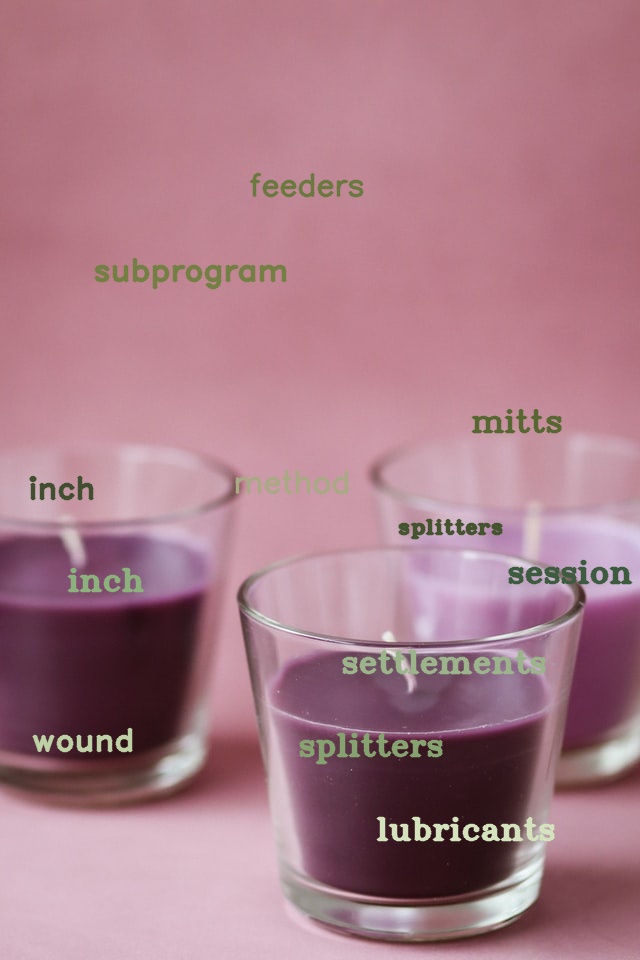 feeders
subprogram
mitts
method
inch
splitters
session
inch
settlements
wound
splitters
lubricants